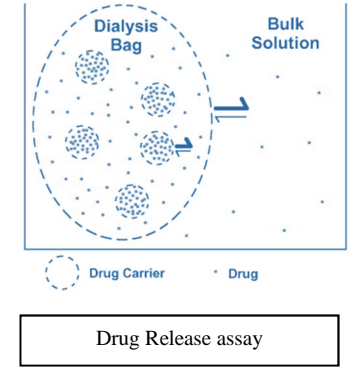 Dialysis
Bag
Bulk
Solution
Drug Carrier
Drug
Drug Release assay